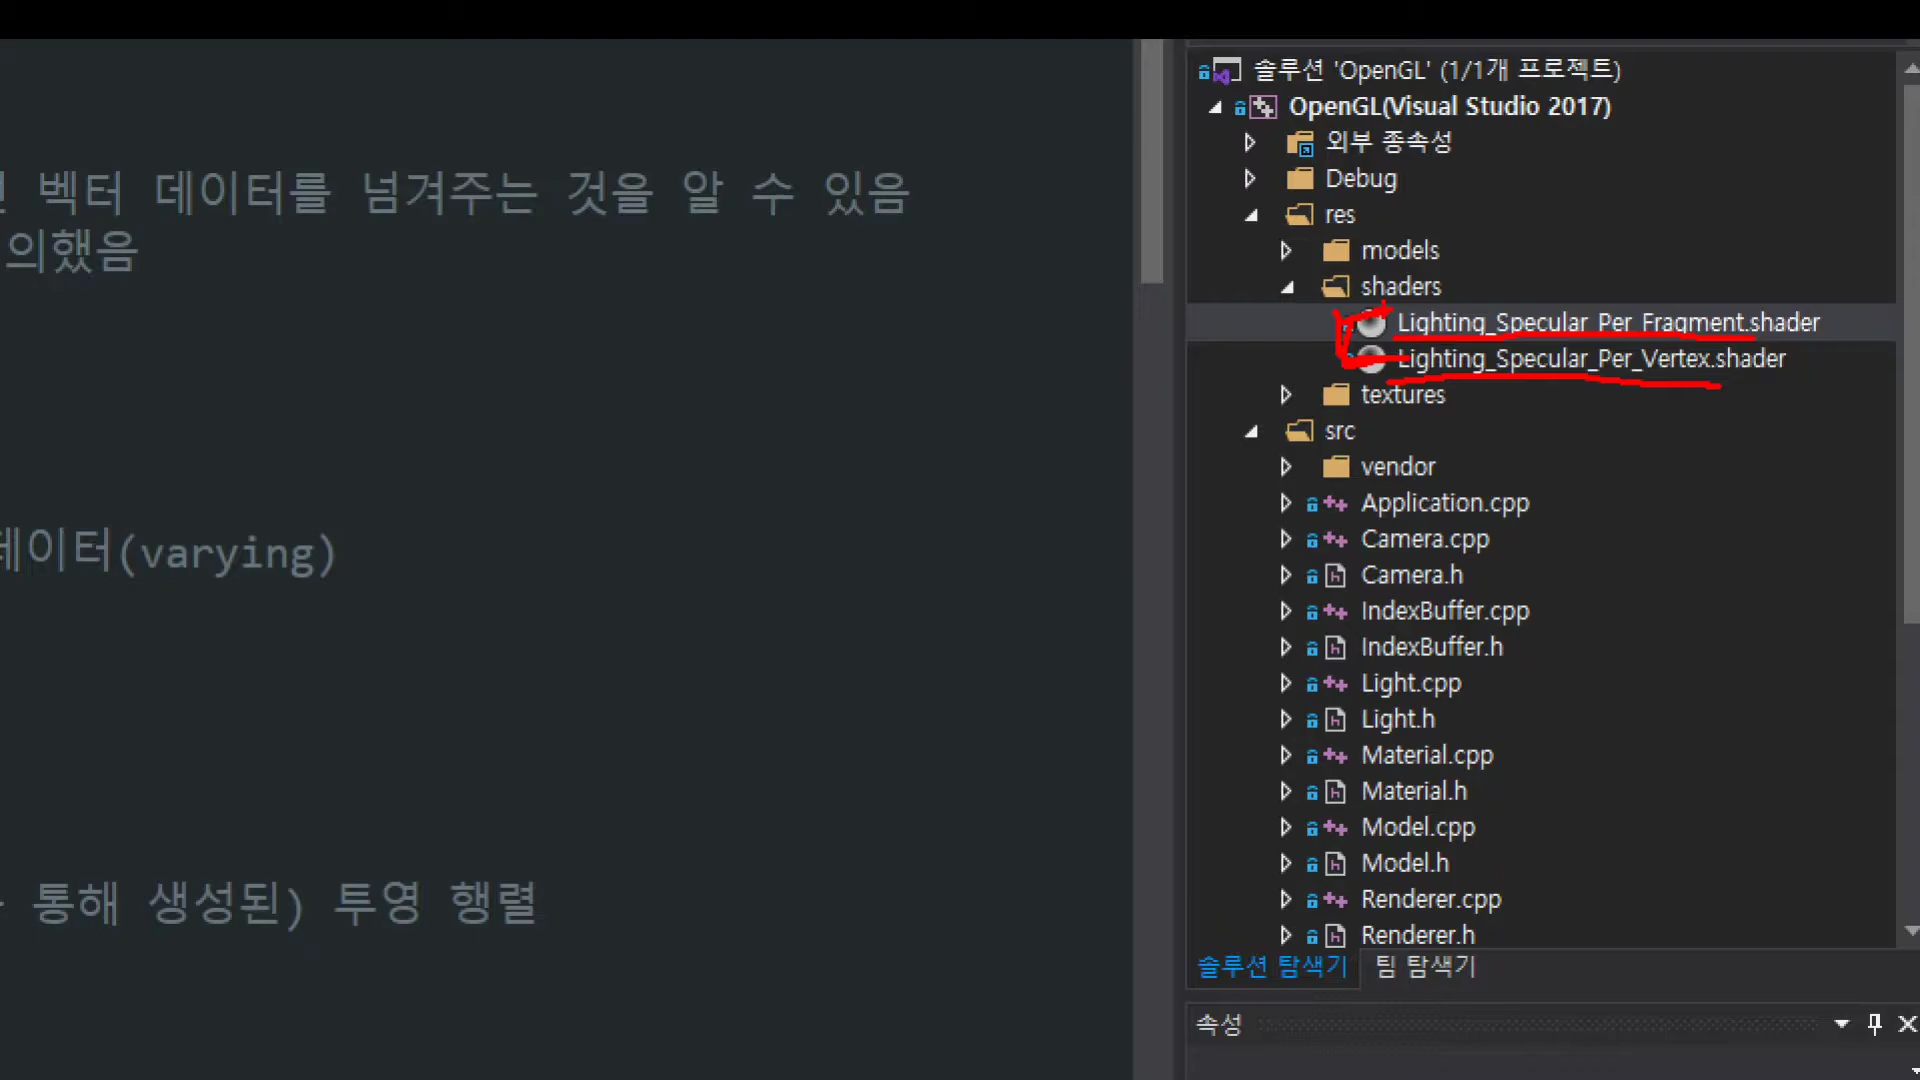 벡터 데이터를 넘겨주는 것을 알 수 있음
의했음
데이터(varying)
통해 생성된) 투영 행렬
솔루션 'OpenGL' (1/1개 프로젝트)
OpenGL(Visual Studio 2017)
외부 종속성
Debug
res
models
shaders
Lighting_Specular_Per_Fragment.shader
Lighting_Specular_Per_Vertex.shader
textures
src
vendor
Application.cpp
Camera.cpp
Camera.h
IndexBuffer.cpp
IndexBuffer.h
Light.cpp
Light.h
Material.cpp
Material.h
Model.cpp
Model.h
Renderer.cpp
Renderer.h
솔루션 탐색기 팀 탐색기
속성